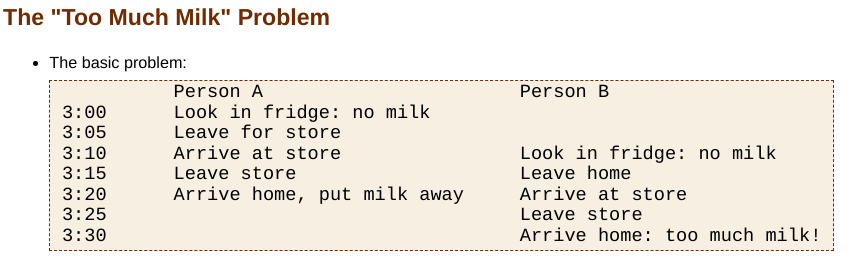 The "Too Much Milk" Problem
• The basic problem:
Person A Person B
3:00 Look in fridge: no milk
3:05 Leave for store
3:10 Arrive at store Look in fridge: no milk
3:15 Leave store Leave home
3:20 Arrive home, put milk away Arrive at store
3:25 Leave store
3:30 Arrive home: too much milk!